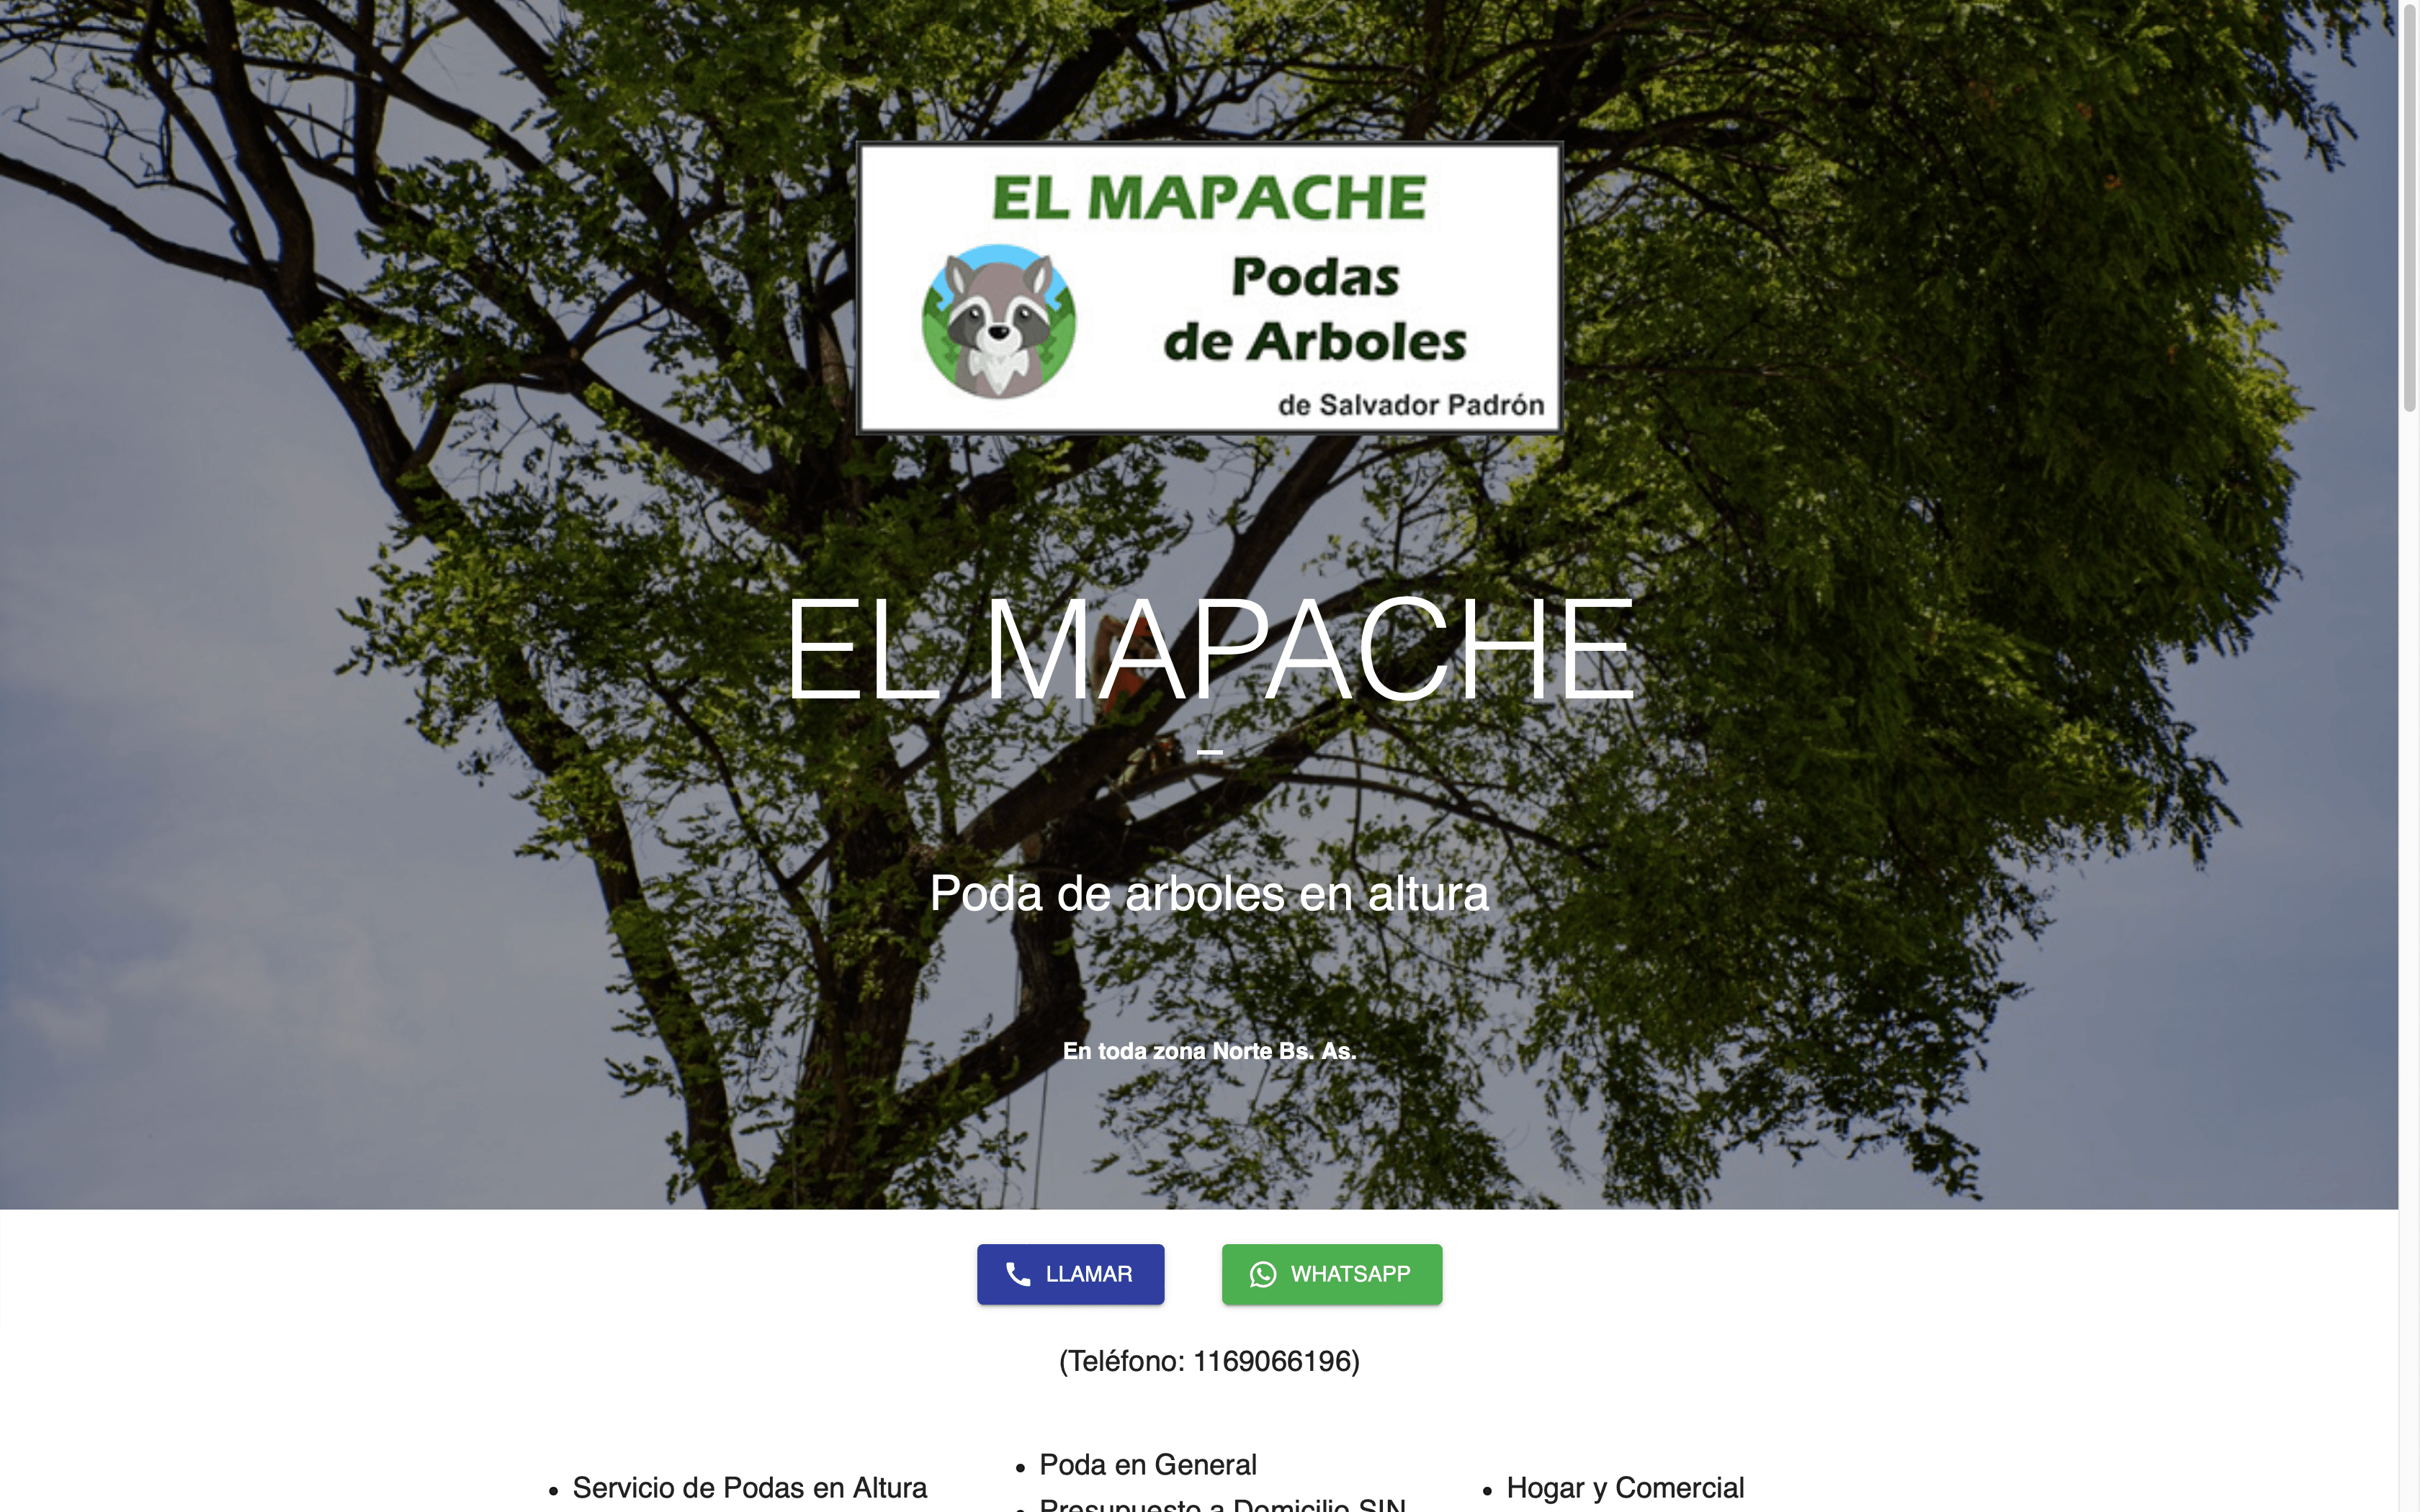 EL MAPACHE
Podas
de Arboles
de Salvador Padrón
EL MAPACHE
–
Poda de arboles en altura
En toda zona Norte Bs. As.
LLAMAR
WHATSAPP
(Teléfono: 1169066196)
• Servicio de Podas en Altura
• Poda en General
• Presupuesto a Domicilio SIN
• Hogar y Comercial